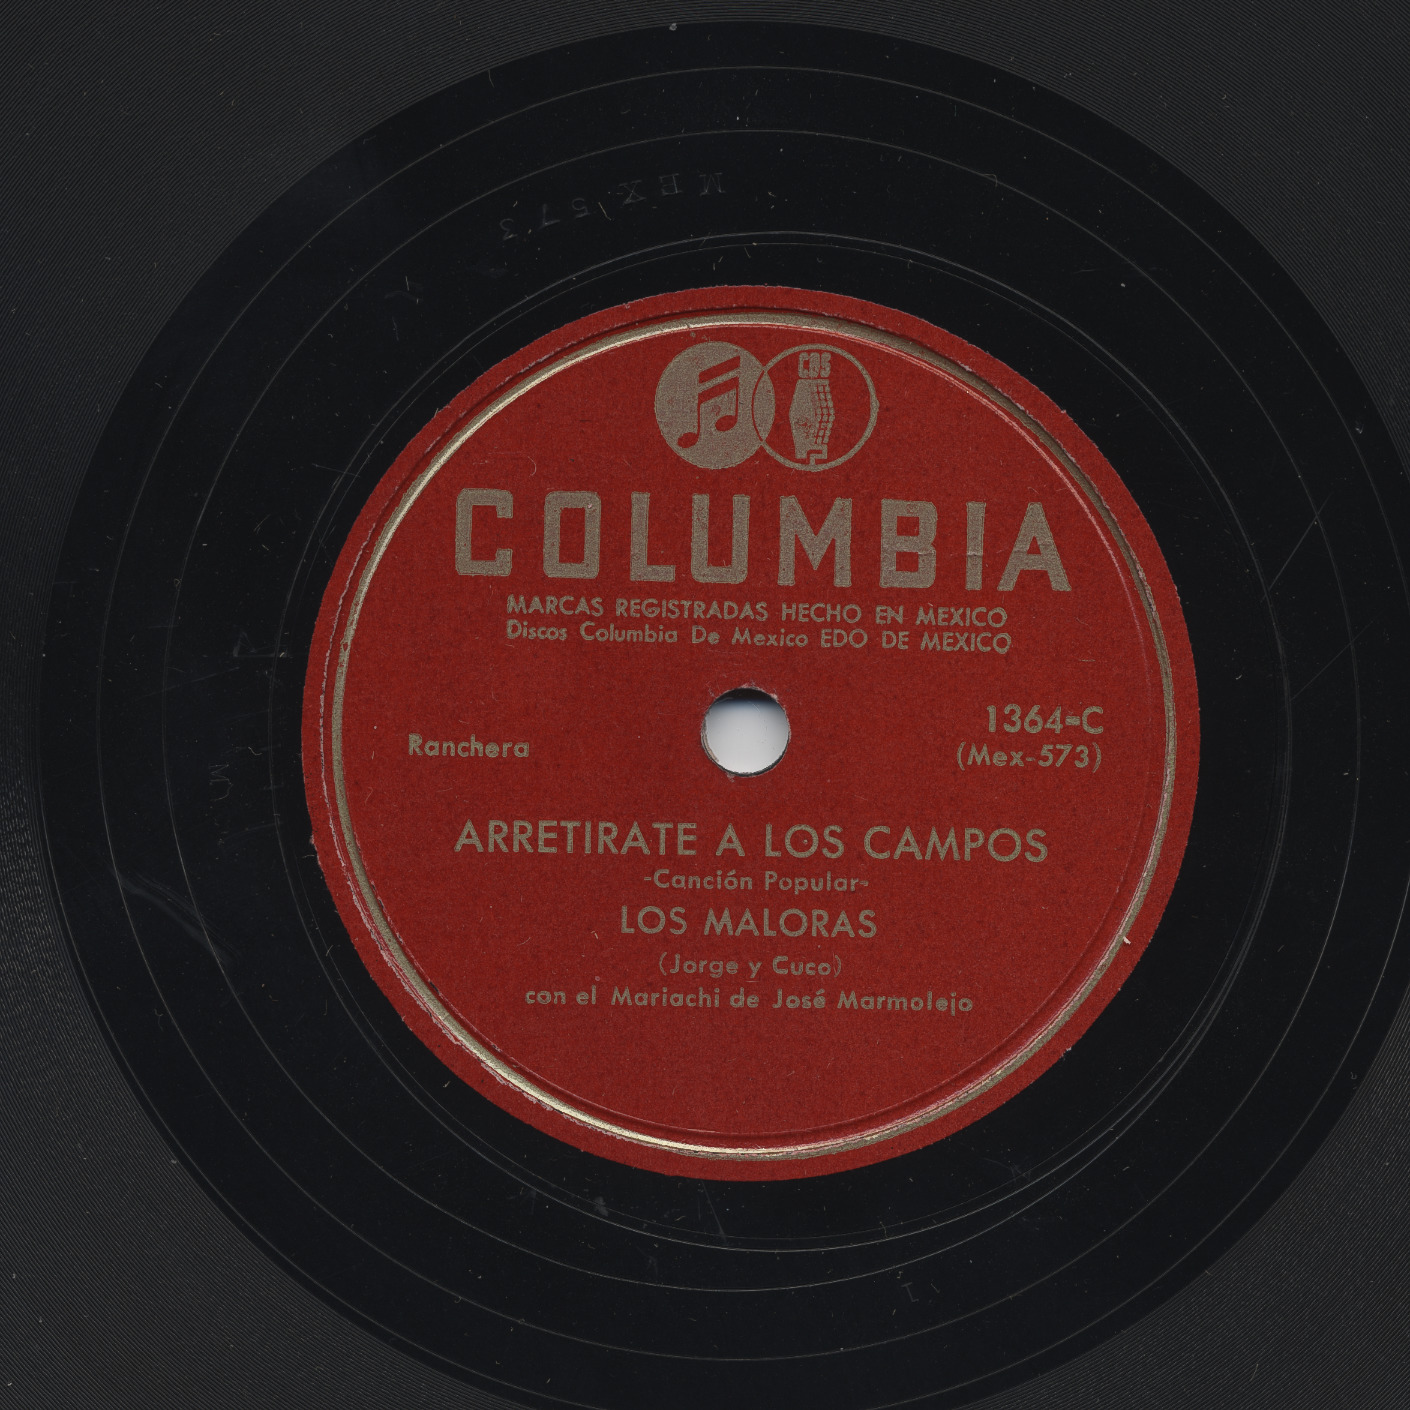 MEX 573
CBS
COLUMBIA
MARCAS REGISTRADAS HECHO EN MEXICO
Discos Columbia De Mexico EDO DE MEXICO
1364-C
Ranchera
(Mex-573)
ARRETIRATE A LOS CAMPOS
-Canción Popular-
LOS MALORAS
(Jorge y Cuco)
con el Mariachi de José Marmolejo